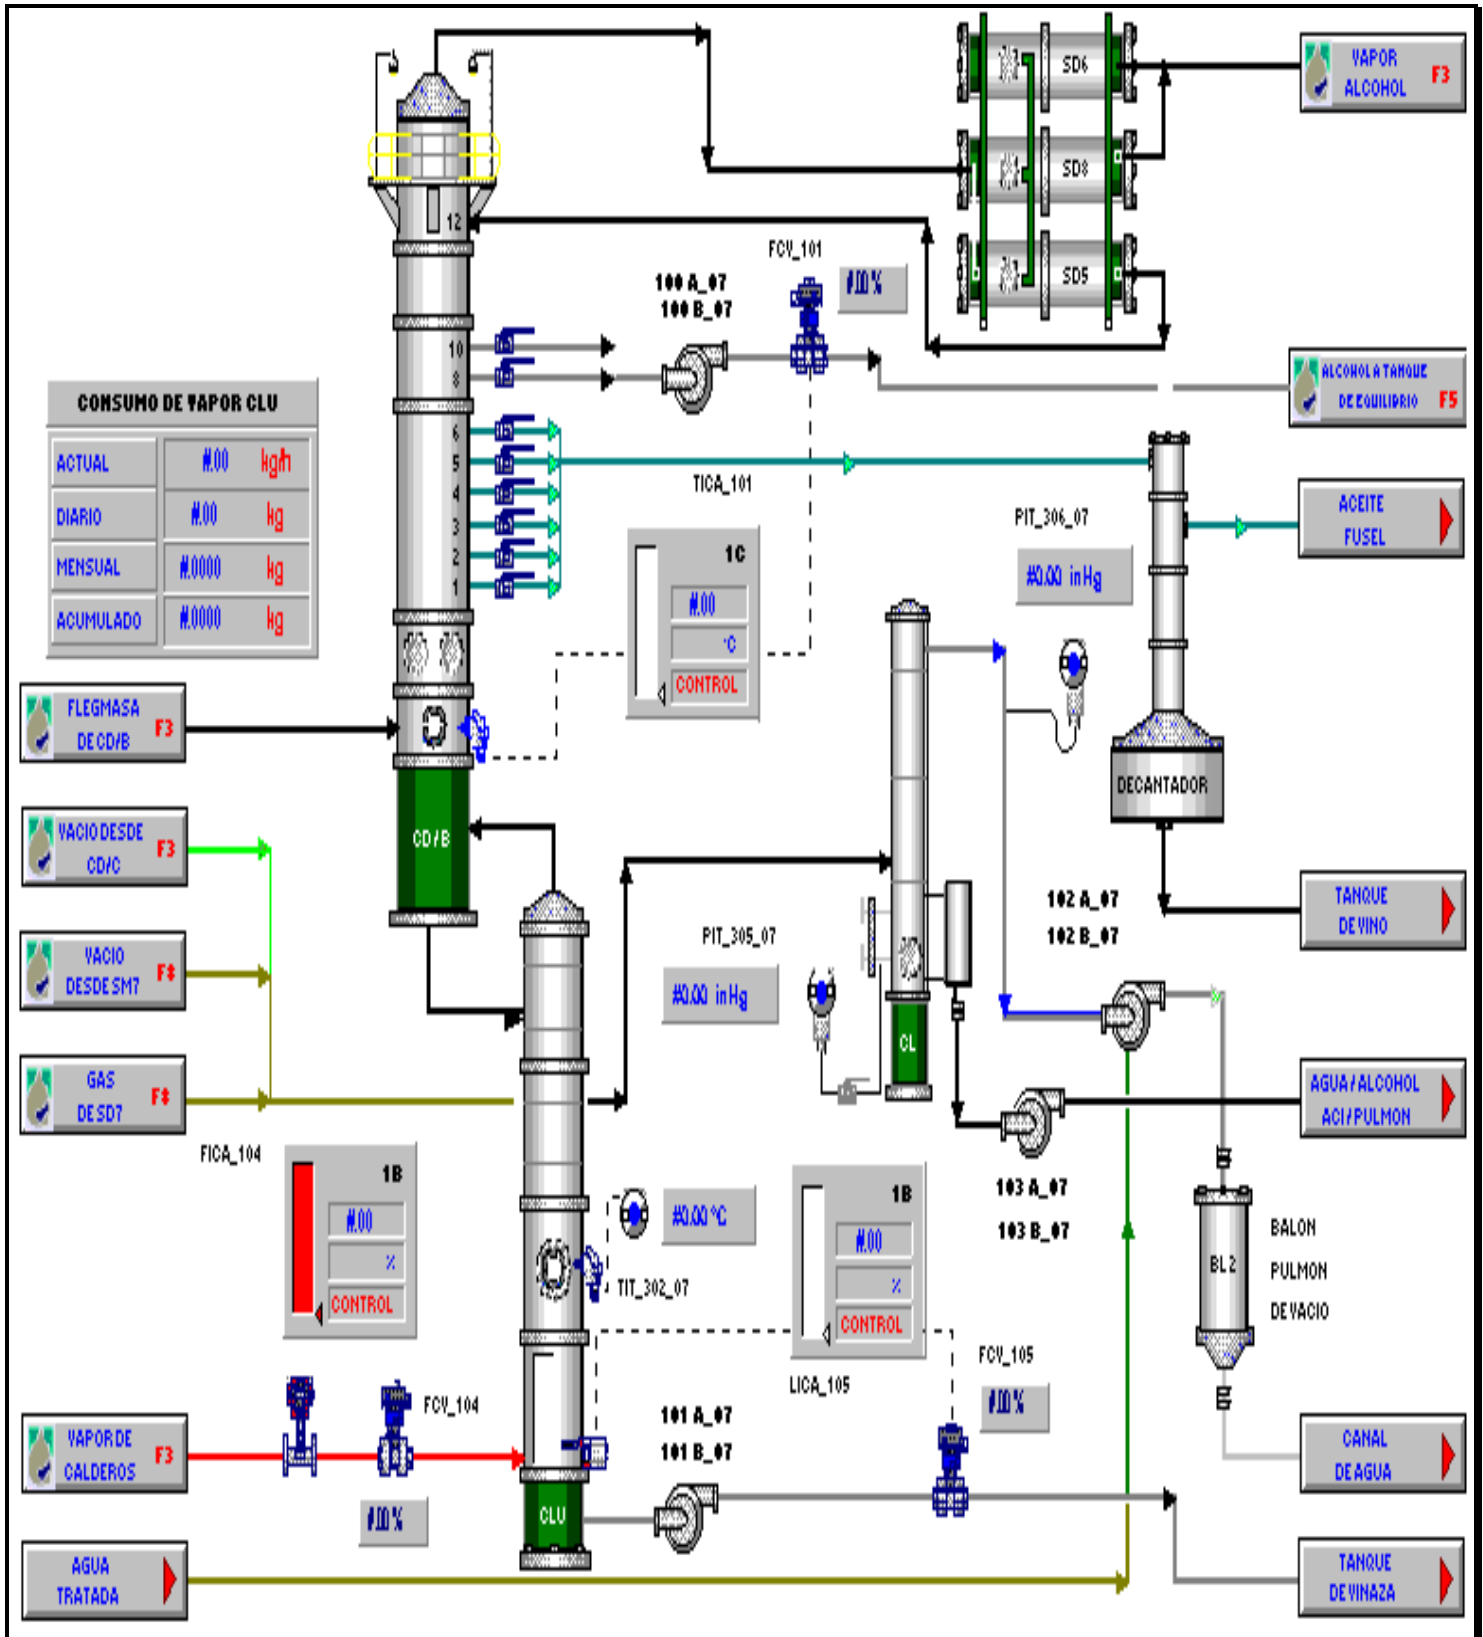 SD6
VAPOR
ALCOHOL
F3
SD8
12
FCV_101
SD5
100 A_07
100 B_07
#.00 %
10
8
ALCOHOL A TANQUE
DE EQUILIBRIO
F5
CONSUMO DE VAPOR CLU
ACTUAL #.00 kg/h
DIARIO #.00 kg
MENSUAL #.0000 kg
ACUMULADO #.0000 kg
6
5
4
3
2
1
TICA_101
1C
#.00
°C
CONTROL
PIT_306_07
#0.00 inHg
ACEITE
FUSEL
FLEGMASA
DE CD/B
F3
DECANTADOR
VACIO DESDE
CD/C
F3
CD/B
TANQUE
DE VINO
102 A_07
102 B_07
VACIO
DESDE SM7
F#
PIT_305_07
#0.00 inHg
CL
GAS
DE SD7
F#
AGUA/ALCOHOL
ACI/PULMON
FICA_104
1B
#.00
%
CONTROL
103 A_07
103 B_07
#0.00 °C
TIT_302_07
1B
#.00
%
CONTROL
LICA_105
BL2
BALON
PULMON
DE VACIO
FCV_105
#.00 %
FCV_104
VAPOR DE
CALDEROS
F3
#.00 %
101 A_07
101 B_07
CLU
CANAL
DE AGUA
AGUA
TRATADA
TANQUE
DE VINAZA